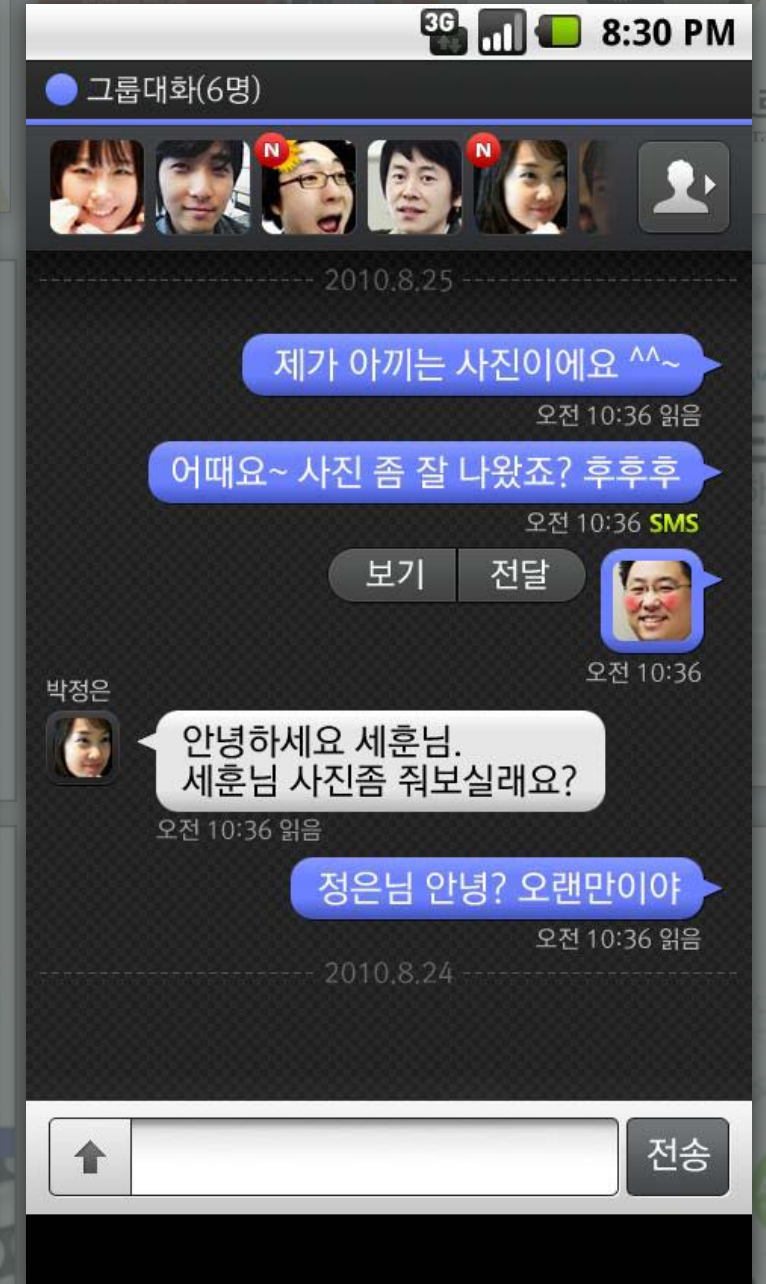 3G
8:30 PM
그룹대화(6명)
N
N
2010.8.25
제가 아끼는 사진이에요 ^^~
오전 10:36 읽음
어때요~ 사진 좀 잘 나왔죠? 후후후
오전 10:36 SMS
보기
전달
오전 10:36
박정은
안녕하세요 세훈님.
세훈님 사진좀 줘보실래요?
오전 10:36 읽음
정은님 안녕? 오랜만이야
오전 10:36 읽음
2010.8.24
전송